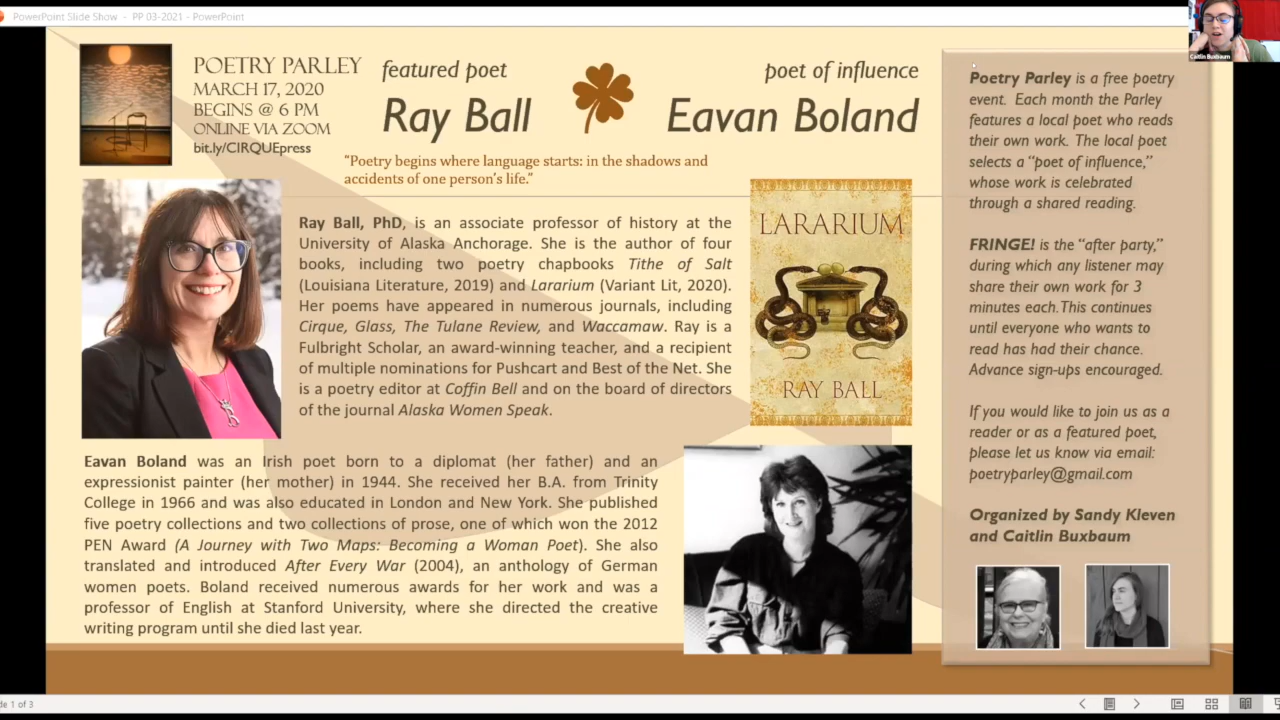 PowerPoint Slide Show - PP 03-2021 - PowerPoint
Caitlin Buxbaum
POETRY PARLEY
MARCH 17, 2020
BEGINS @ 6 PM
ONLINE VIA ZOOM
bit.ly/CIRQUEpress
featured poet
Ray Ball
poet of influence
Eavan Boland
“Poetry begins where language starts: in the shadows and
accidents of one person’s life.”
Ray Ball, PhD, is an associate professor of history at the
University of Alaska Anchorage. She is the author of four
books, including two poetry chapbooks Tithe of Salt
(Louisiana Literature, 2019) and Lararium (Variant Lit, 2020).
Her poems have appeared in numerous journals, including
Cirque, Glass, The Tulane Review, and Waccamaw. Ray is a
Fulbright Scholar, an award-winning teacher, and a recipient
of multiple nominations for Pushcart and Best of the Net. She
is a poetry editor at Coffin Bell and on the board of directors
of the journal Alaska Women Speak.
LARARIUM
RAY BALL
Eavan Boland was an Irish poet born to a diplomat (her father) and an
expressionist painter (her mother) in 1944. She received her B.A. from Trinity
College in 1966 and was also educated in London and New York. She published
five poetry collections and two collections of prose, one of which won the 2012
PEN Award (A Journey with Two Maps: Becoming a Woman Poet). She also
translated and introduced After Every War (2004), an anthology of German
women poets. Boland received numerous awards for her work and was a
professor of English at Stanford University, where she directed the creative
writing program until she died last year.
Poetry Parley is a free poetry
event. Each month the Parley
features a local poet who reads
their own work. The local poet
selects a “poet of influence,”
whose work is celebrated
through a shared reading.
FRINGE! is the “after party,”
during which any listener may
share their own work for 3
minutes each.This continues
until everyone who wants to
read has had their chance.
Advance sign-ups encouraged.
If you would like to join us as a
reader or as a featured poet,
please let us know via email:
poetryparley@gmail.com
Organized by Sandy Kleven
and Caitlin Buxbaum
de 1 of 3